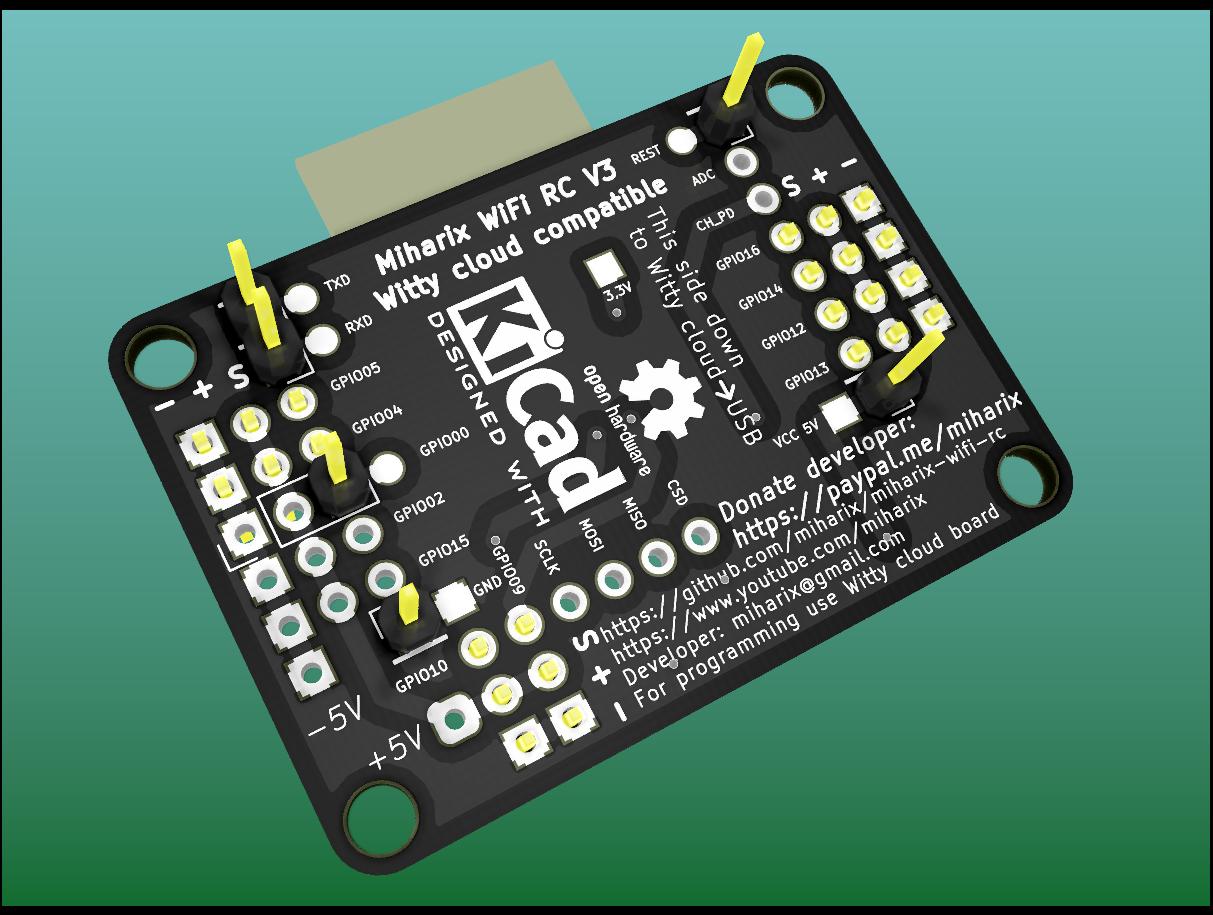 Miharix WiFi RC V3
Witty cloud compatible
REST
ADC
CH_PD
S + -
GPIO16
GPIO14
GPIO12
GPIO13
VCC 5V
3.3V
This side down
to Witty cloud → USB
TXD
RXD
- + S
GPIO05
GPIO04
GPIO00
GPIO02
GPIO15
GND
GPIO09
SCLK
MOSI
MISO
CSD
GPIO10
DESIGNED WITH
KiCad
open hardware
-5V
+5V
S
+
-
Donate developer:
https://paypal.me/miharix
https://github.com/miharix/miharix-wifi-rc
https://www.youtube.com/miharix
Developer: miharix@gmail.com
For programming use Witty cloud board